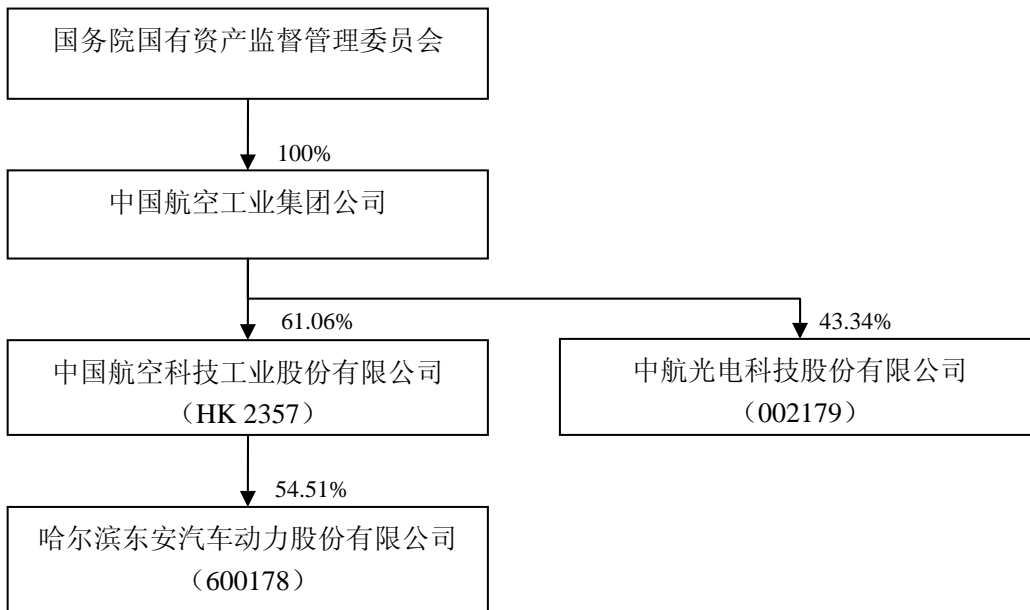 国务院国有资产监督管理委员会
100%
中国航空工业集团公司
61.06%
43.34%
中国航空科技工业股份有限公司
（HK 2357）
中航光电科技股份有限公司
（002179）
54.51%
哈尔滨东安汽车动力股份有限公司
（600178）